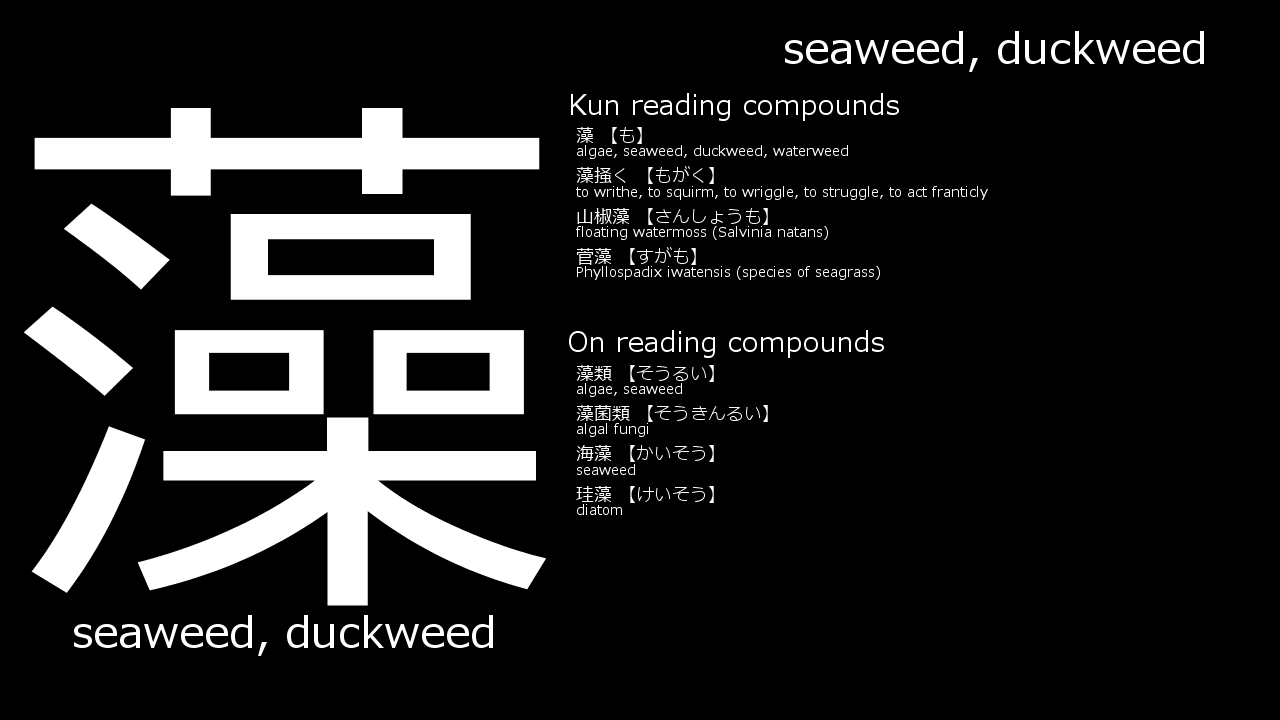 seaweed, duckweed
藻
seaweed, duckweed
Kun reading compounds
藻 【も】
algae, seaweed, duckweed, waterweed
藻掻く 【もがく】
to writhe, to squirm, to wriggle, to struggle, to act franticly
山椒藻 【さんしょうも】
floating watermoss (Salvinia natans)
菅藻 【すがも】
Phyllospadix iwatensis (species of seagrass)
On reading compounds
藻類 【そうるい】
algae, seaweed
藻菌類 【そうきんるい】
algal fungi
海藻 【かいそう】
seaweed
珪藻 【けいそう】
diatom